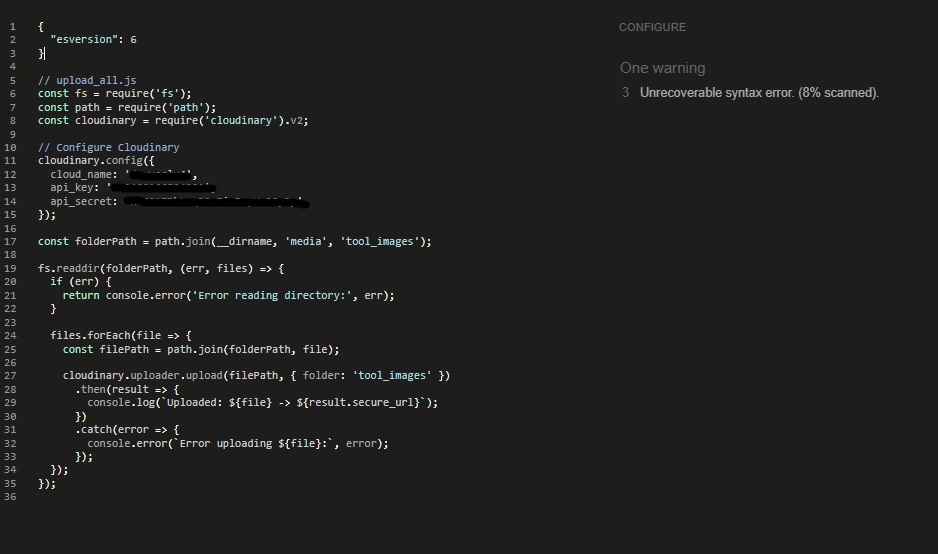 1 {
2 "esversion": 6
3 }
4
5 // upload_all.js
6 const fs = require('fs');
7 const path = require('path');
8 const cloudinary = require('cloudinary').v2;
9
10 // Configure Cloudinary
11 cloudinary.config({
12 cloud_name: ',
13 api_key: '
14 api_secret:
15 });
16
17 const folderPath = path.join(__dirname, 'media', 'tool_images');
18
19 fs.readdir(folderPath, (err, files) => {
20 if (err) {
21 return console.error('Error reading directory:', err);
22 }
23
24 files.forEach(file => {
25 const filePath = path.join(folderPath, file);
26
27 cloudinary.uploader.upload(filePath, { folder: 'tool_images' })
28 .then(result => {
29 console.log(`Uploaded: ${file} -> ${result.secure_url}`);
30 })
31 .catch(error => {
32 console.error(`Error uploading ${file}:`, error);
33 });
34 });
35 });
36
CONFIGURE
One warning
3 Unrecoverable syntax error. (8% scanned).